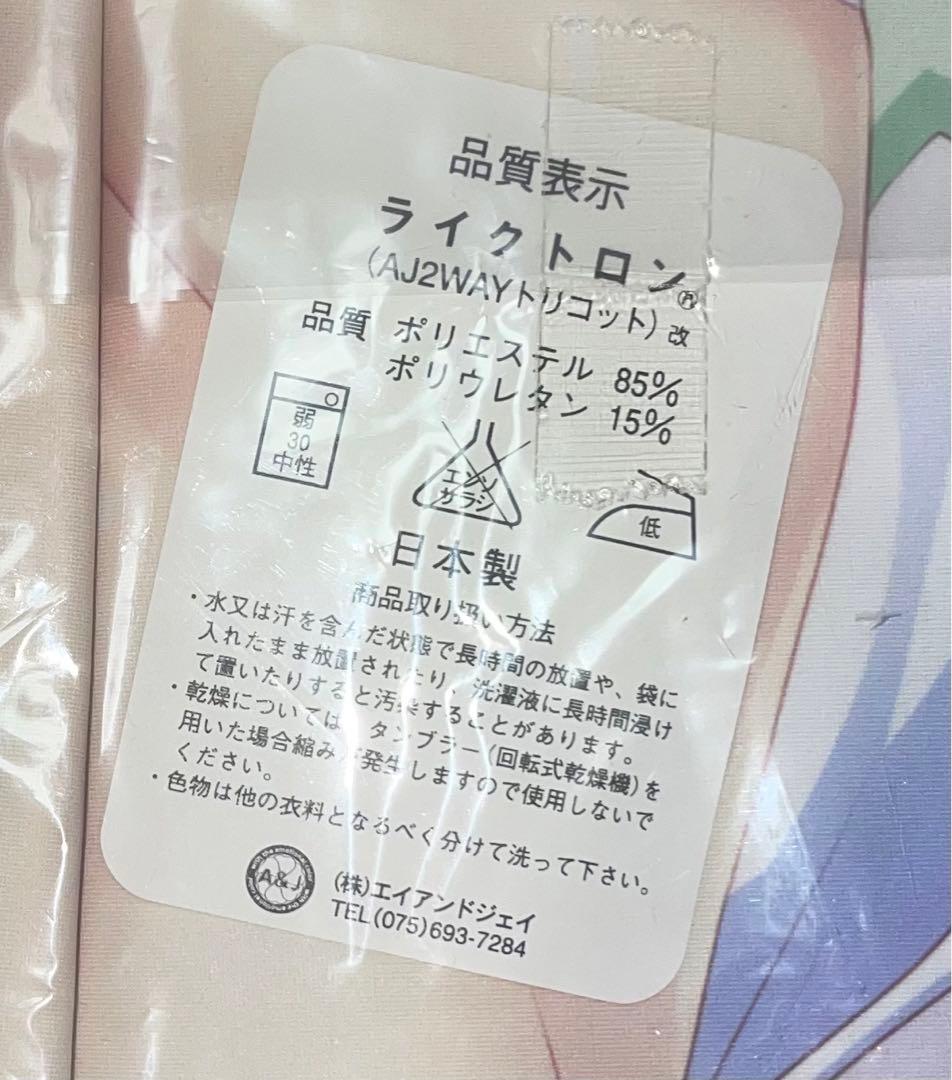 品質表示
ライクトロン®
(AJ2WAYトリコット)改
品質 ポリエステル 85%
ポリウレタン 15%
弱
30
中性
エンソ
サラシ
低
日本製
商品取り扱い方法
・水又は汗を含んだ状態で長時間の放置や、袋に
入れたまま放置されたり、洗濯液に長時間浸け
て置いたりすると汚染することがあります。
・乾燥については、タンブラー(回転式乾燥機)を
用いた場合縮みが発生しますので使用しないで
ください。
・色物は他の衣料となるべく分けて洗って下さい。
A&J
(株)エイアンドジェイ
TEL(075)693-7284